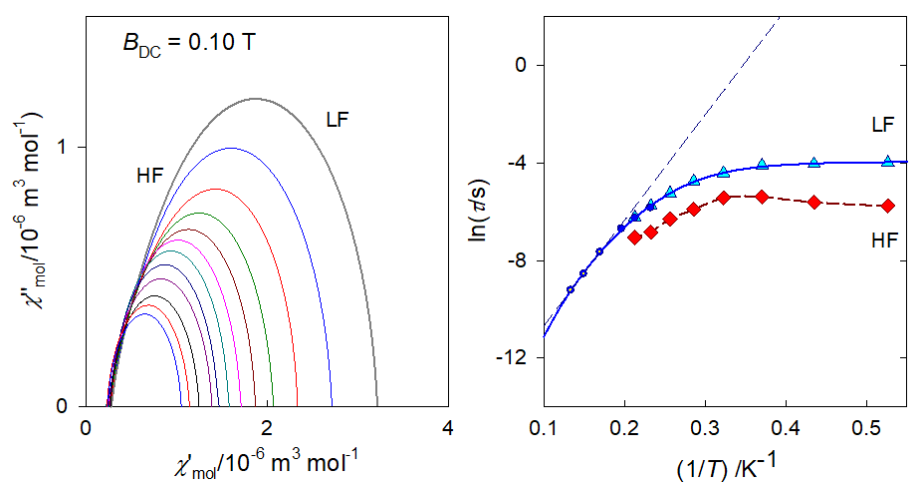 B_DC = 0.10 T
LF
HF
1
0
0
2
4
χ''_mol/10⁻⁶ m³ mol⁻¹
χ'_mol/10⁻⁶ m³ mol⁻¹
0
-4
-8
-12
LF
HF
0.1
0.2
0.3
0.4
0.5
ln(τ/s)
(1/T) /K⁻¹